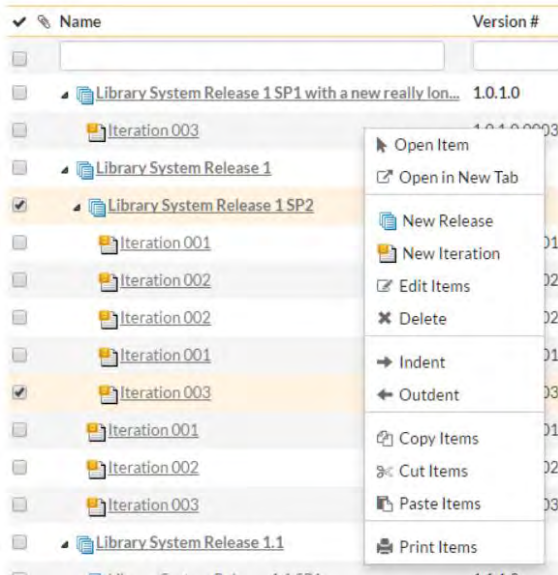 Name Version #
Library System Release 1 SP1 with a new really lon... 1.0.1.0
Iteration 003
Open Item
Library System Release 1
Open in New Tab
Library System Release 1 SP2
New Release
Iteration 001
New Iteration
Iteration 002
Edit Items
Iteration 002
Delete
Iteration 001
Indent
Iteration 003
Outdent
Iteration 001
Copy Items
Iteration 002
Cut Items
Iteration 003
Paste Items
Library System Release 1.1
Print Items